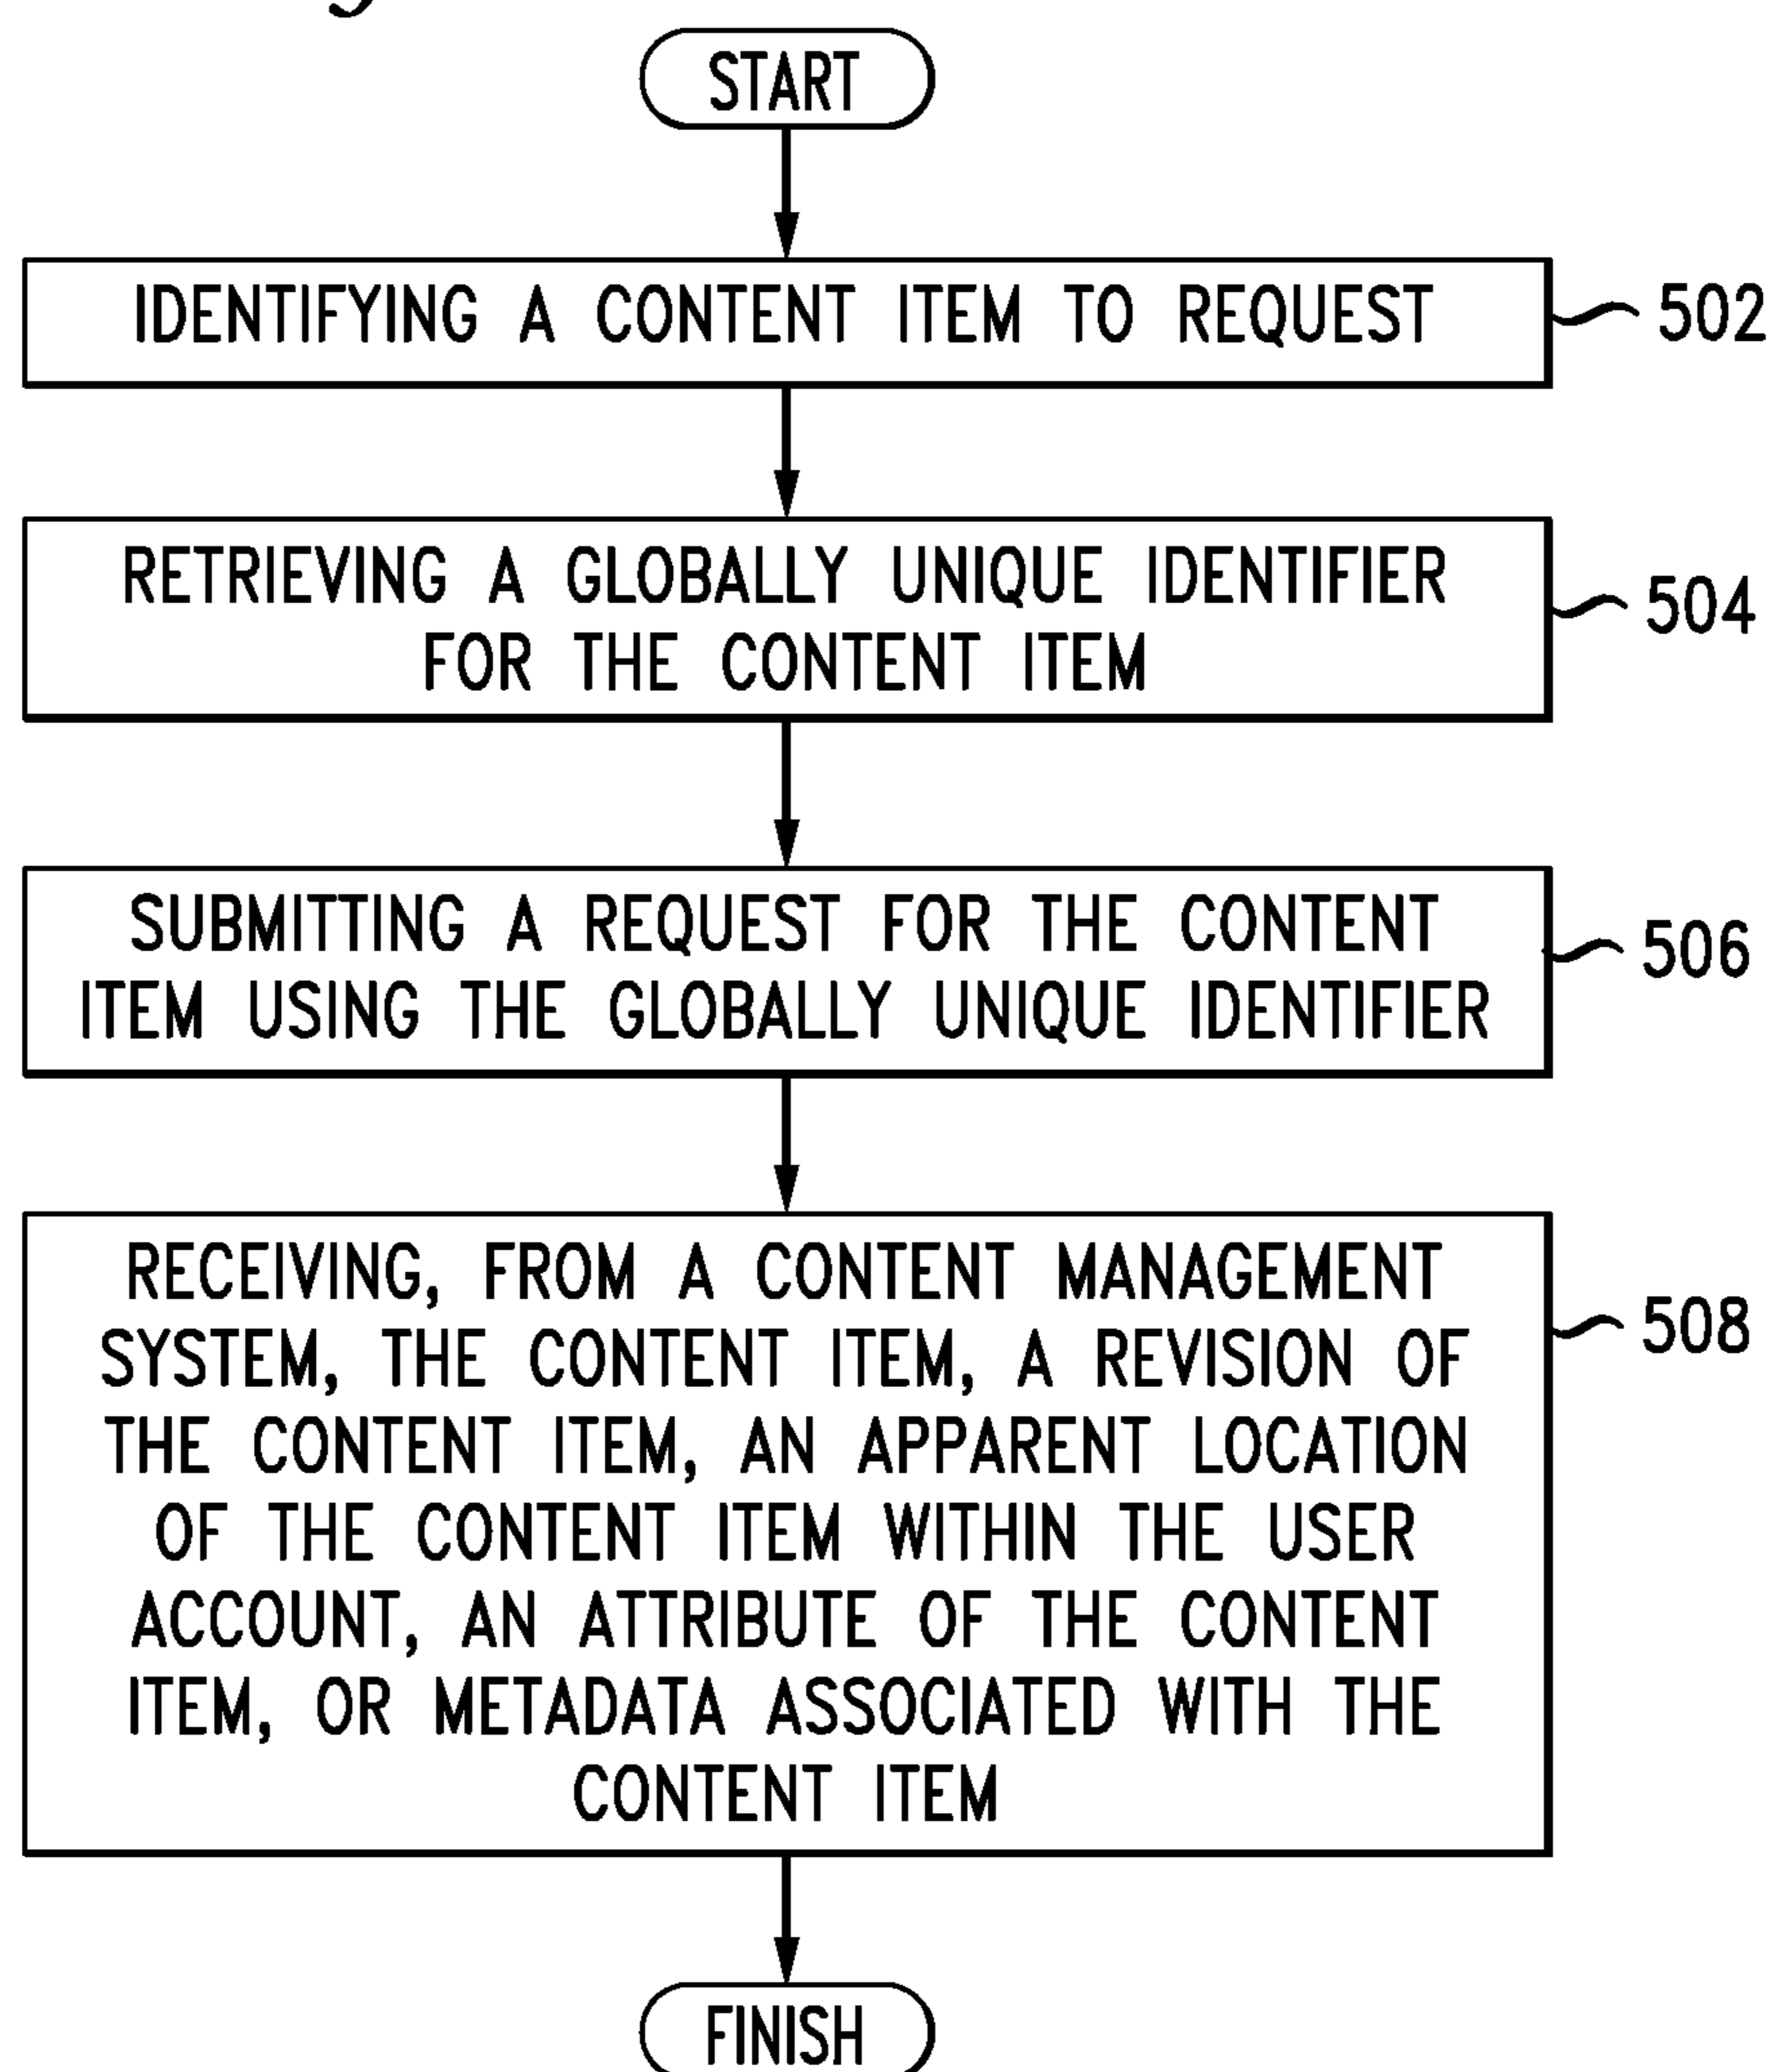 START
IDENTIFYING A CONTENT ITEM TO REQUEST
502
RETRIEVING A GLOBALLY UNIQUE IDENTIFIER
FOR THE CONTENT ITEM
504
SUBMITTING A REQUEST FOR THE CONTENT
ITEM USING THE GLOBALLY UNIQUE IDENTIFIER
506
RECEIVING, FROM A CONTENT MANAGEMENT
SYSTEM, THE CONTENT ITEM, A REVISION OF
THE CONTENT ITEM, AN APPARENT LOCATION
OF THE CONTENT ITEM WITHIN THE USER
ACCOUNT, AN ATTRIBUTE OF THE CONTENT
ITEM, OR METADATA ASSOCIATED WITH THE
CONTENT ITEM
508
FINISH